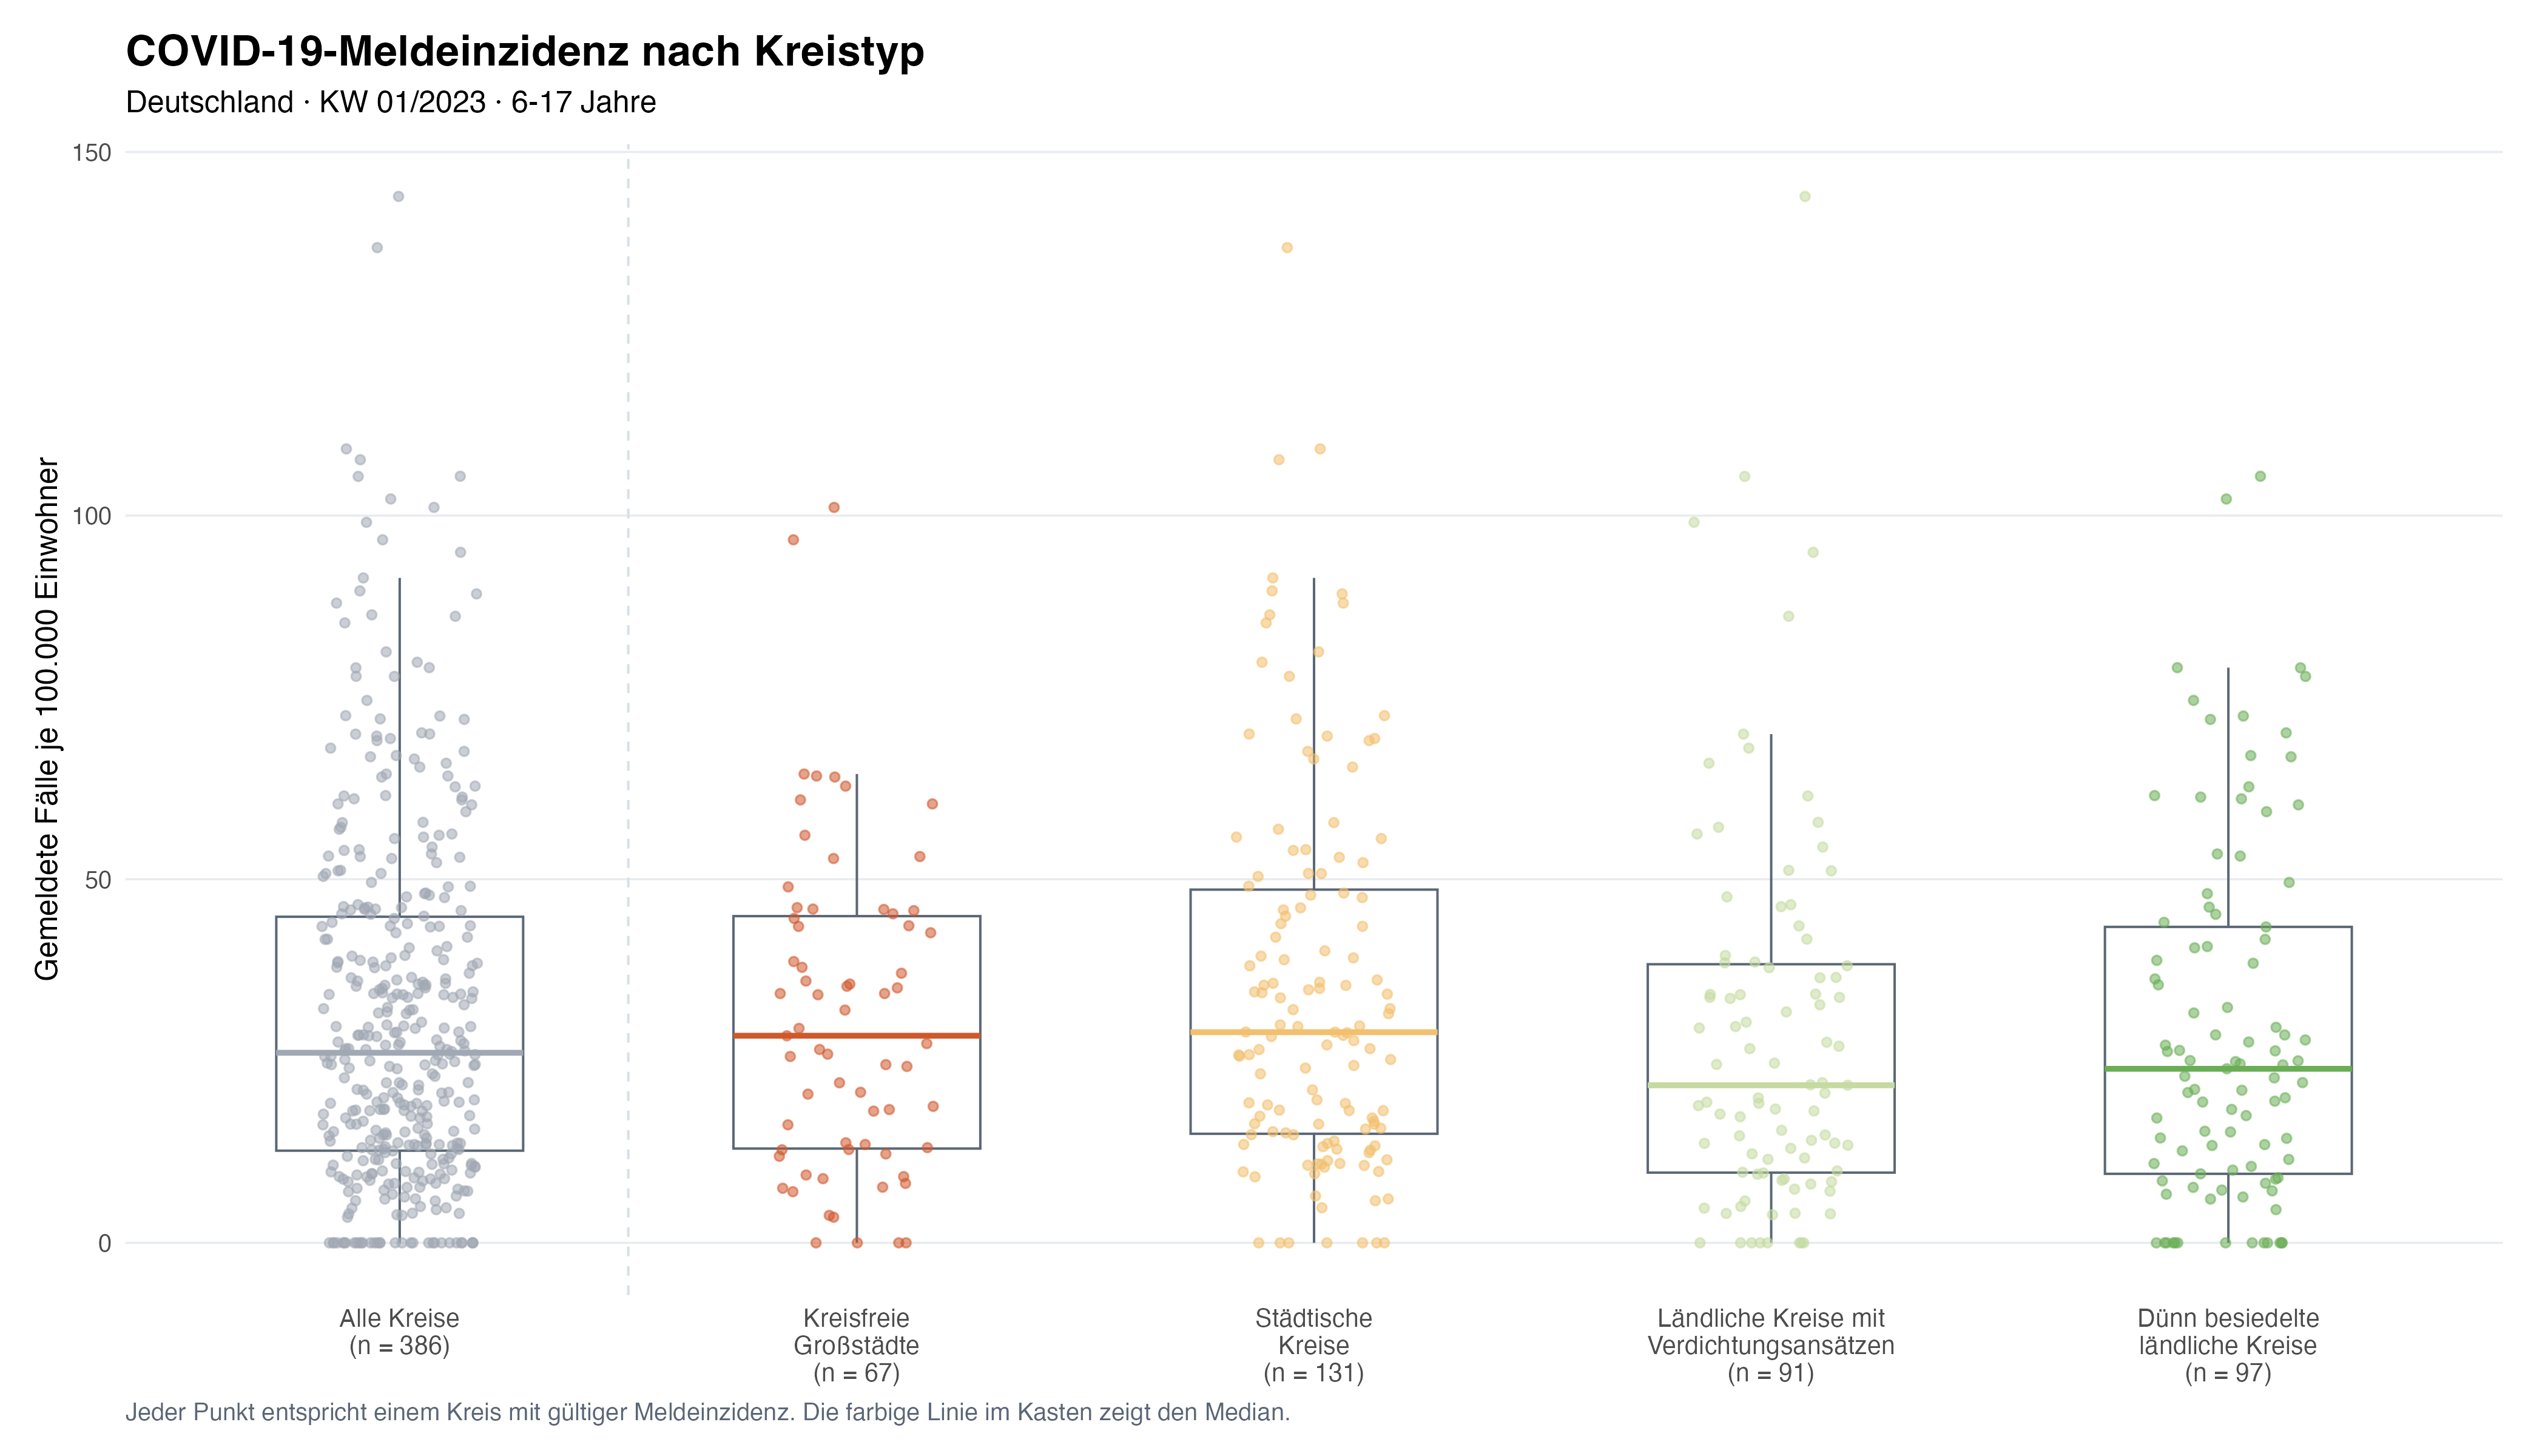 COVID-19-Meldeinzidenz nach Kreistyp
Deutschland · KW 01/2023 · 6-17 Jahre
Gemeldete Fälle je 100.000 Einwohner
150
100
50
0
Alle Kreise
(n = 386)
Kreisfreie
Großstädte
(n = 67)
Städtische
Kreise
(n = 131)
Ländliche Kreise mit
Verdichtungsansätzen
(n = 91)
Dünn besiedelte
ländliche Kreise
(n = 97)
Jeder Punkt entspricht einem Kreis mit gültiger Meldeinzidenz. Die farbige Linie im Kasten zeigt den Median.